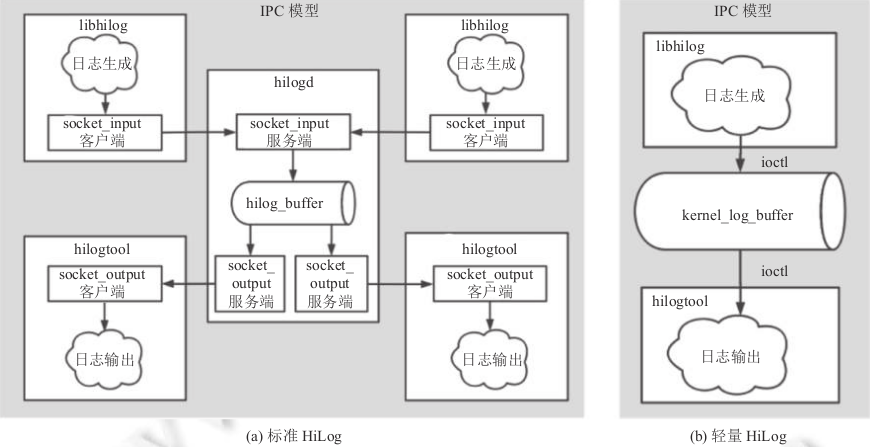 IPC 模型
libhilog
日志生成
socket_input
客户端
hilogd
socket_input
服务端
hilog_buffer
socket_
output
服务端
socket_
output
服务端
libhilog
日志生成
socket_input
客户端
hilogtool
socket_output
客户端
日志输出
hilogtool
socket_output
客户端
日志输出
(a) 标准 HiLog
IPC 模型
libhilog
日志生成
ioctl
kernel_log_buffer
ioctl
hilogtool
日志输出
(b) 轻量 HiLog